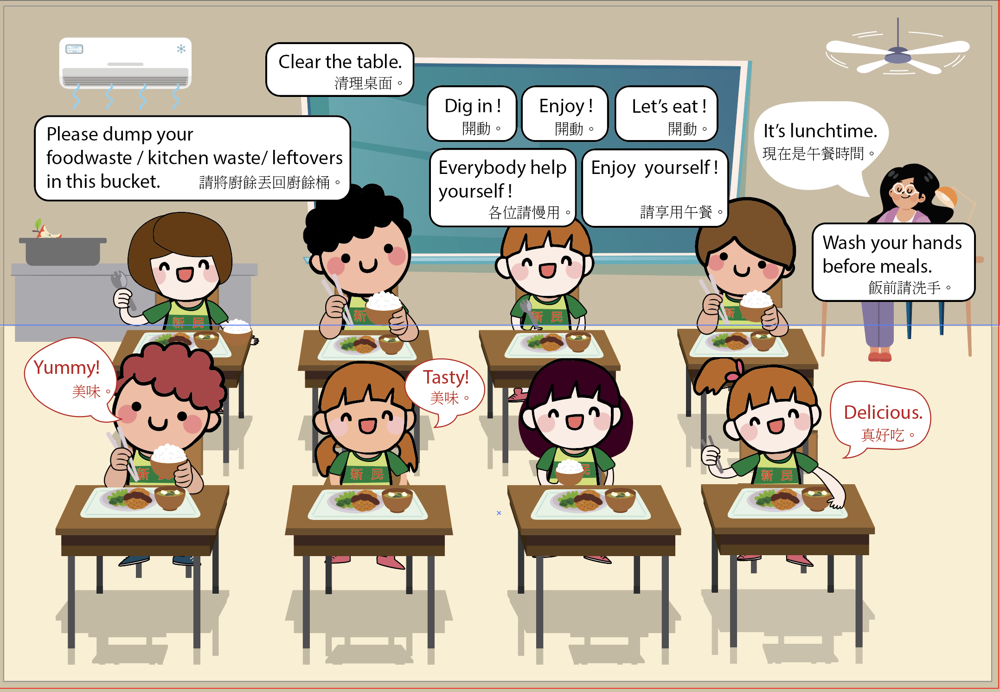 Clear the table.
清理桌面。
Dig in !
開動。
Enjoy !
開動。
Let's eat !
開動。
It's lunchtime.
現在是午餐時間。
Please dump your
foodwaste / kitchen waste/ leftovers
in this bucket. 請將廚餘丟回廚餘桶。
Everybody help
yourself !
各位請慢用。
Enjoy yourself !
請享用午餐。
Wash your hands
before meals.
飯前請洗手。
新 民
新
新 民
新
Yummy!
美味。
Tasty!
美味。
Delicious.
真好吃。
新 民
新 民
民
新 民